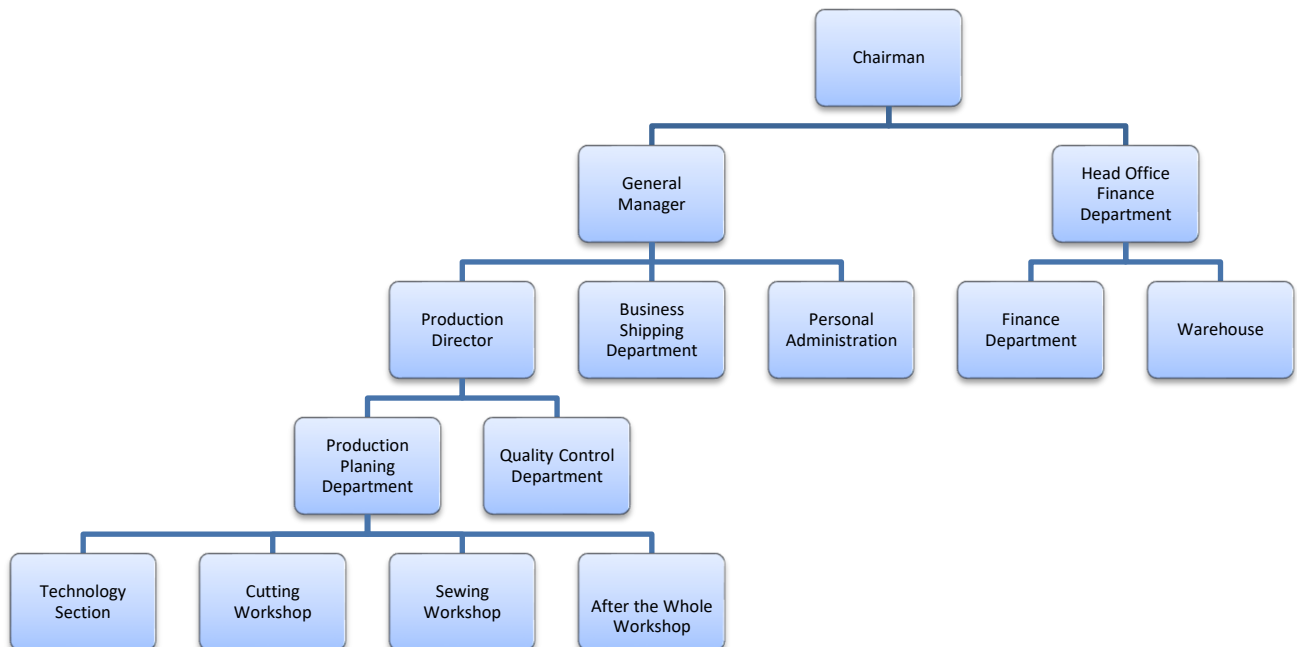 Chairman
General
Manager
Head Office
Finance
Department
Production
Director
Business
Shipping
Department
Personal
Administration
Finance
Department
Warehouse
Production
Planing
Department
Quality Control
Department
Technology
Section
Cutting
Workshop
Sewing
Workshop
After the Whole
Workshop